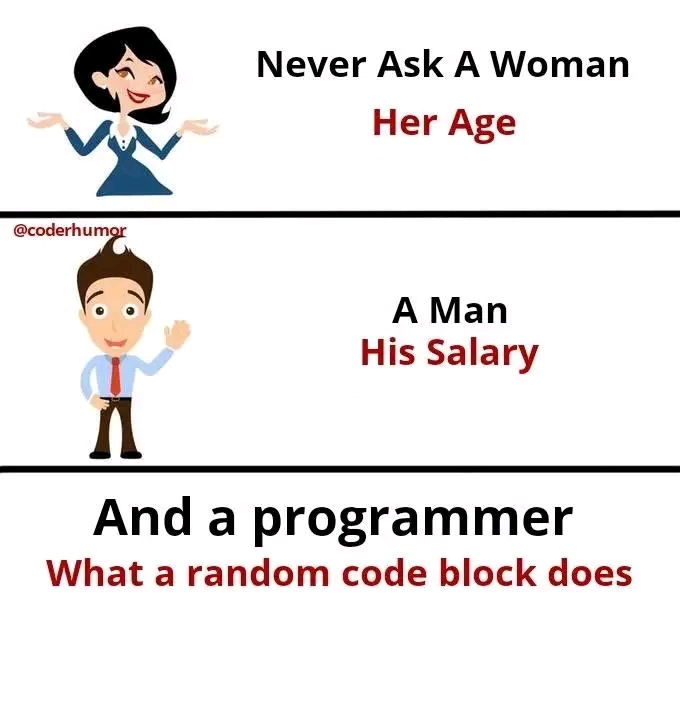 Never Ask A Woman
Her Age
@coderhumor
A Man
His Salary
And a programmer
What a random code block does